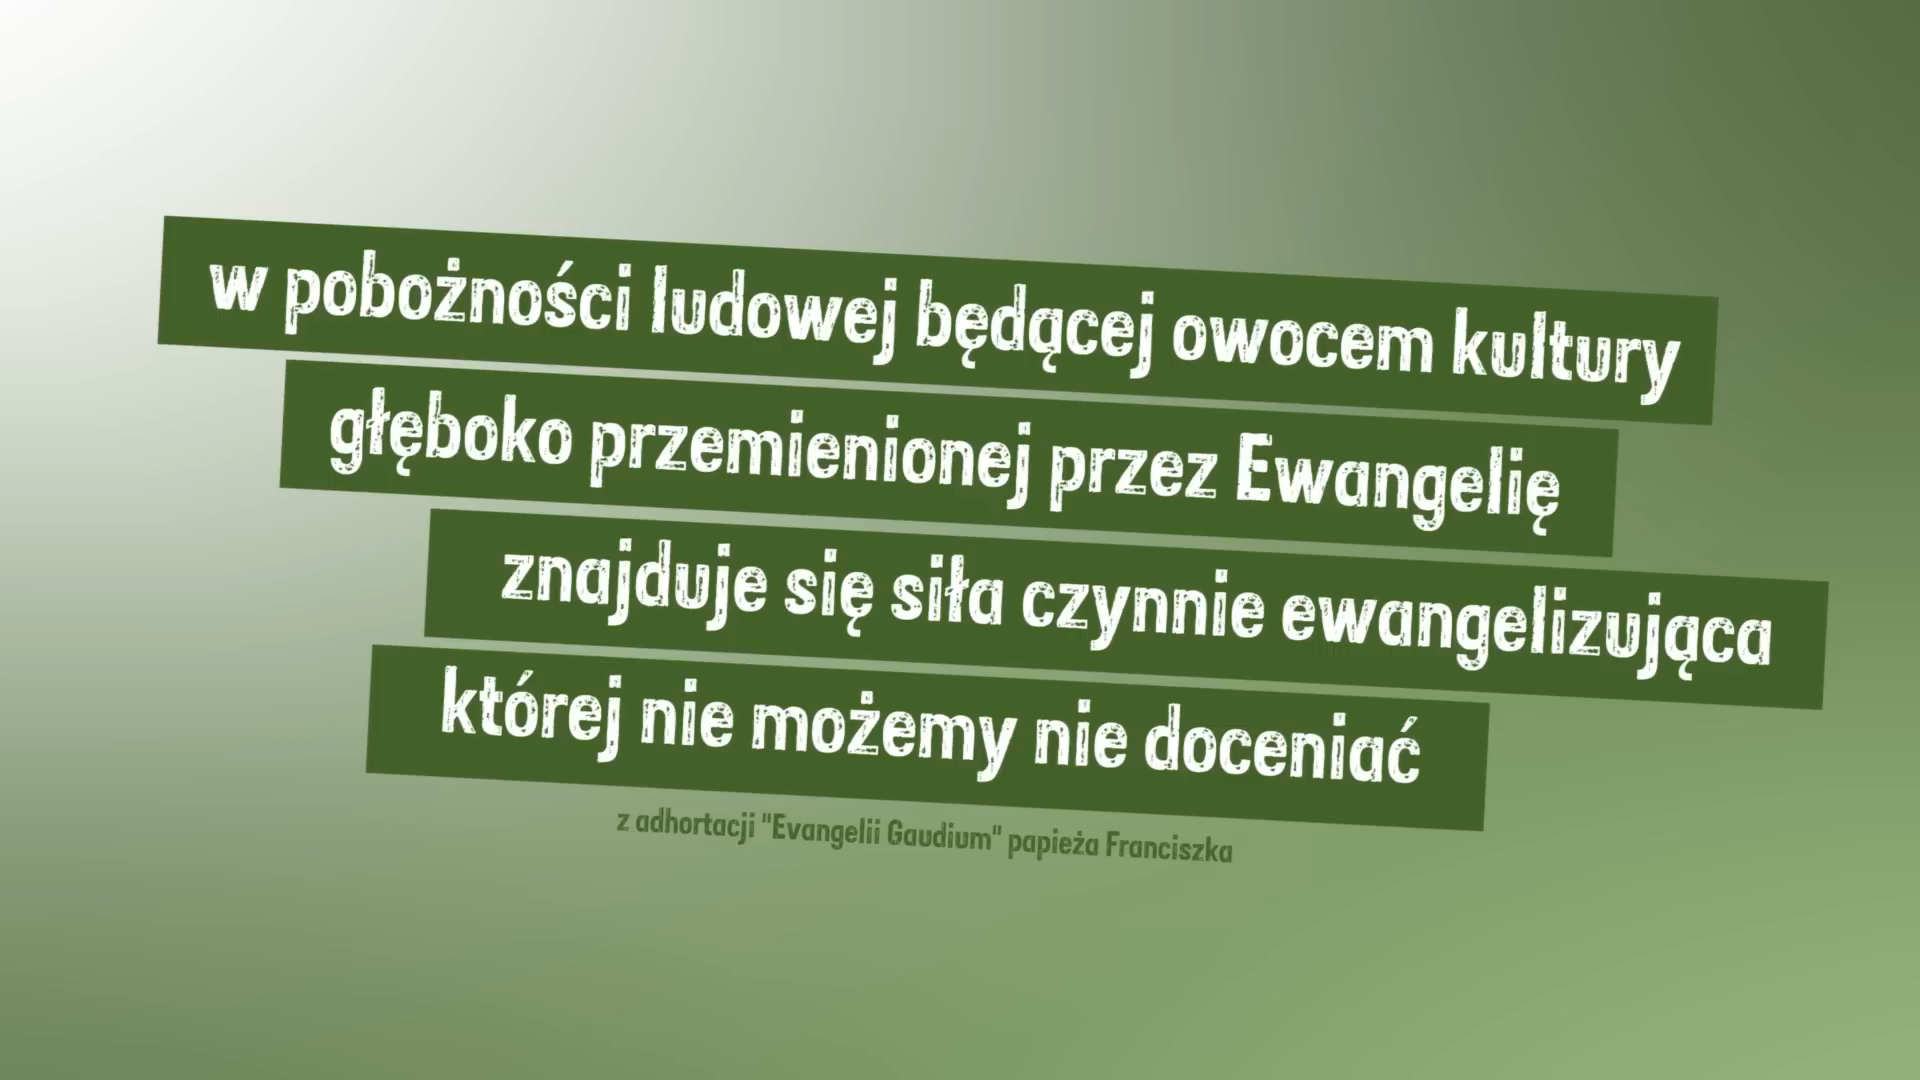 w pobożności ludowej będącej owocem kultury
głęboko przemienionej przez Ewangelię
znajduje się siła czynnie ewangelizująca
której nie możemy nie doceniać
z adhortacji "Evangelii Gaudium" papieża Franciszka